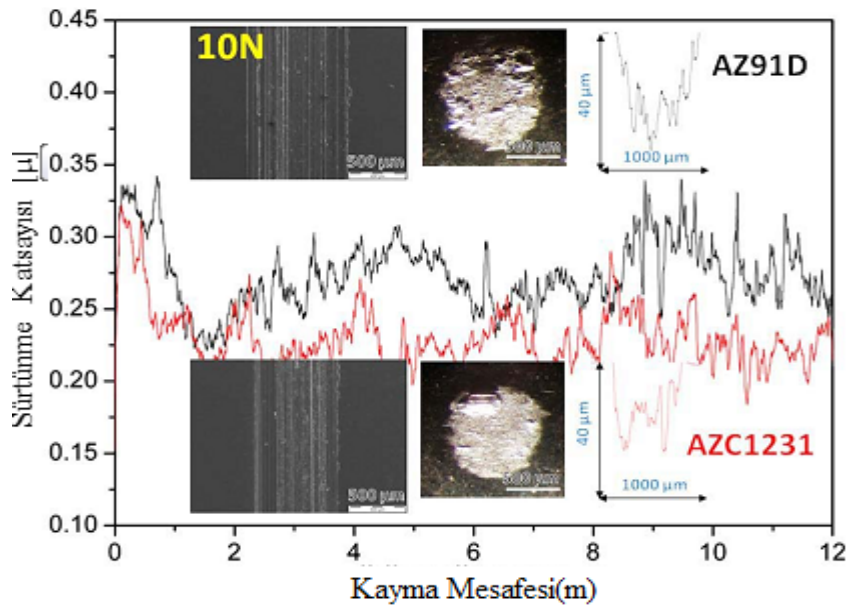 0.45
0.40
0.35
0.30
0.25
0.20
0.15
0.10
Sürtünme Katsayısı [µ]
10N
500 µm
500 µm
40 µm
1000 µm
AZ91D
500 µm
500 µm
40 µm
1000 µm
AZC1231
0 2 4 6 8 10 12
Kayma Mesafesi(m)